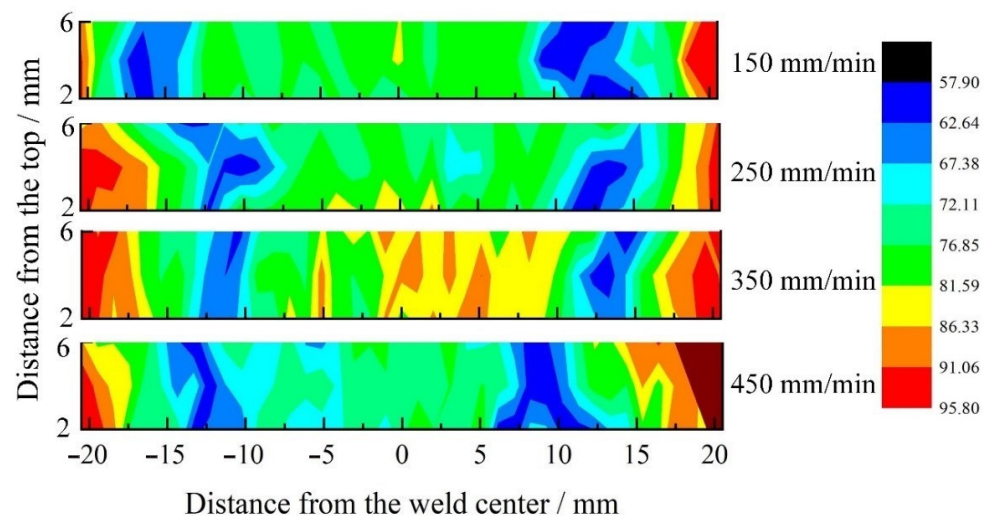 6
2
150 mm/min
6
2
250 mm/min
6
2
350 mm/min
6
2
450 mm/min
Distance from the top / mm
−20 −15 −10 −5 0 5 10 15 20
Distance from the weld center / mm
57.90
62.64
67.38
72.11
76.85
81.59
86.33
91.06
95.80